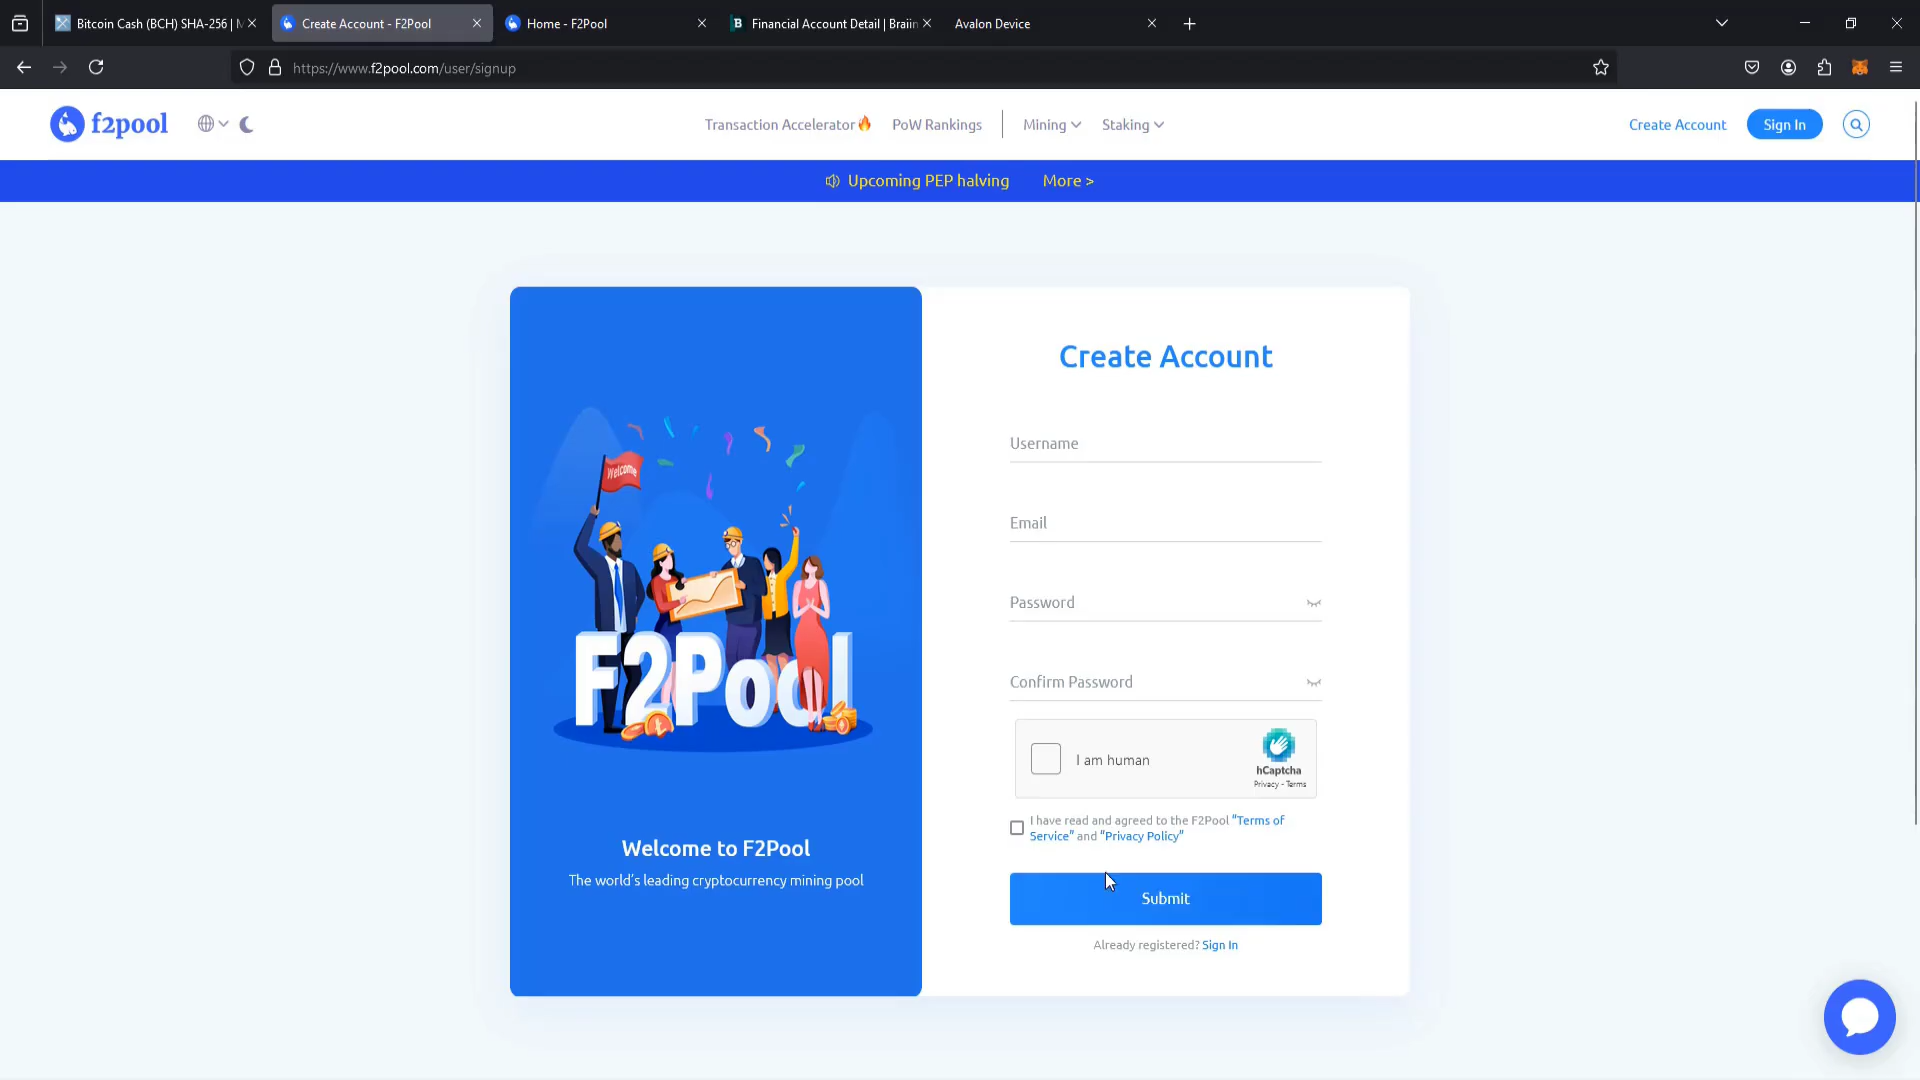 Bitcoin Cash (BCH) SHA-256 |
Create Account - F2Pool
Home - F2Pool
B
Financial Account Detail | Braiin
Avalon Device
https://www.f2pool.com/user/signup
f2pool
Transaction Accelerator
PoW Rankings
Mining
Staking
Create Account
Sign In
Upcoming PEP halving
More >
Welcome
F2Pool
Welcome to F2Pool
The world's leading cryptocurrency mining pool
Create Account
Username
Email
Password
Confirm Password
I am human
hCaptcha
Privacy - Terms
I have read and agreed to the F2Pool "Terms of
Service" and "Privacy Policy"
Submit
Already registered? Sign In